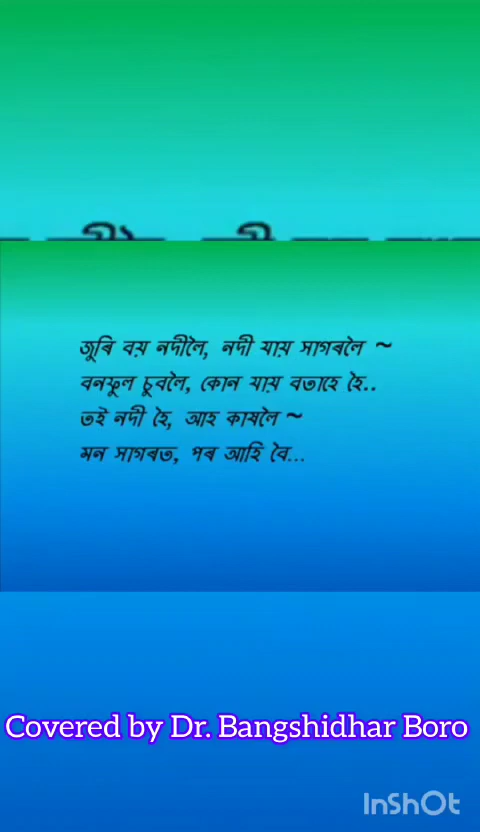 জুৰি বয় নদীলৈ, নদী যায় সাগৰলৈ ~
বনফুল চুবলৈ, কোন যায় বতাহে হৈ..
তই নদী হৈ, আহ কাষলৈ ~
মন সাগৰত, পৰ আহি বৈ...
Covered by Dr. Bangshidhar Boro
InShOt